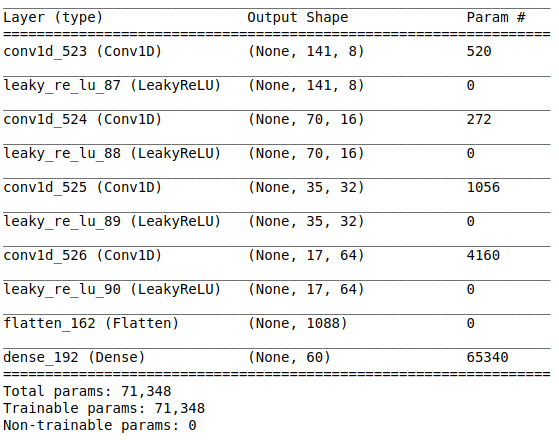 Layer (type) Output Shape Param #
conv1d_523 (Conv1D) (None, 141, 8) 520
leaky_re_lu_87 (LeakyReLU) (None, 141, 8) 0
conv1d_524 (Conv1D) (None, 70, 16) 272
leaky_re_lu_88 (LeakyReLU) (None, 70, 16) 0
conv1d_525 (Conv1D) (None, 35, 32) 1056
leaky_re_lu_89 (LeakyReLU) (None, 35, 32) 0
conv1d_526 (Conv1D) (None, 17, 64) 4160
leaky_re_lu_90 (LeakyReLU) (None, 17, 64) 0
flatten_162 (Flatten) (None, 1088) 0
dense_192 (Dense) (None, 60) 65340
Total params: 71,348
Trainable params: 71,348
Non-trainable params: 0